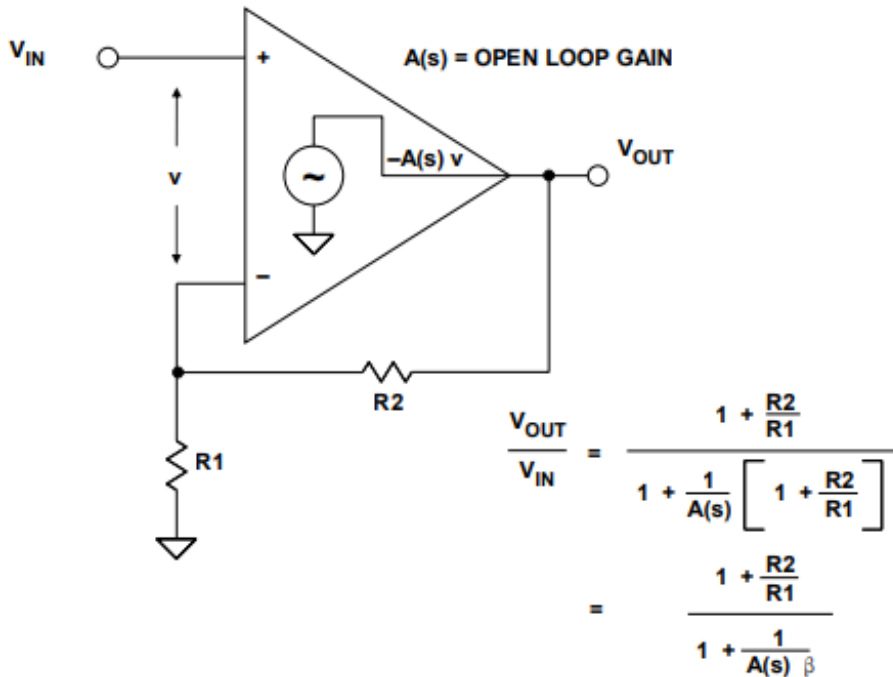 V_IN
+
A(s) = OPEN LOOP GAIN
v
~
–A(s) v
V_OUT
–
R2
R1
V_OUT / V_IN = (1 + R2/R1) / (1 + 1/A(s) [1 + R2/R1])
= (1 + R2/R1) / (1 + 1/(A(s) β))